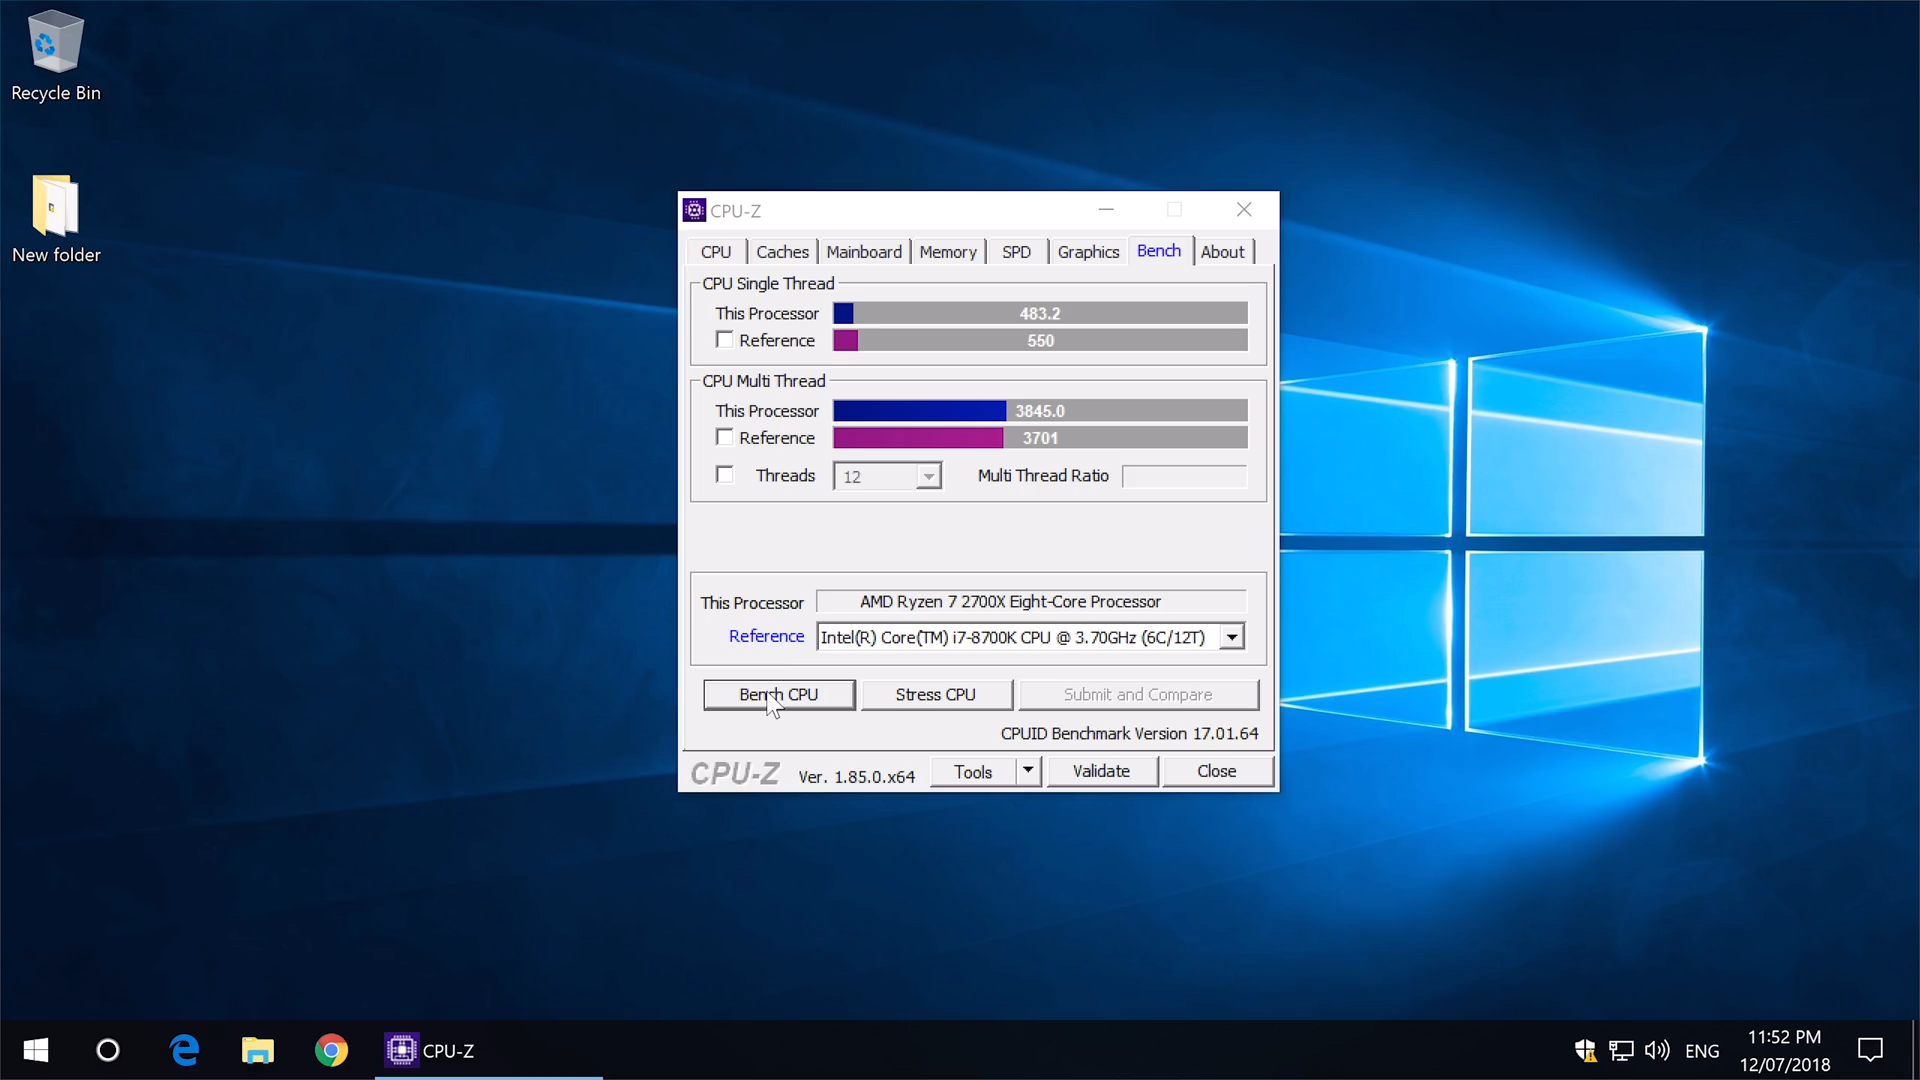 Recycle Bin
New folder
CPU-Z
CPU Caches Mainboard Memory SPD Graphics Bench About
CPU Single Thread
This Processor 483.2
Reference 550
CPU Multi Thread
This Processor 3845.0
Reference 3701
Threads 12 Multi Thread Ratio
This Processor AMD Ryzen 7 2700X Eight-Core Processor
Reference Intel(R) Core(TM) i7-8700K CPU @ 3.70GHz (6C/12T)
Bench CPU Stress CPU Submit and Compare
CPUID Benchmark Version 17.01.64
CPU-Z Ver. 1.85.0.x64 Tools Validate Close
CPU-Z
ENG
11:52 PM
12/07/2018